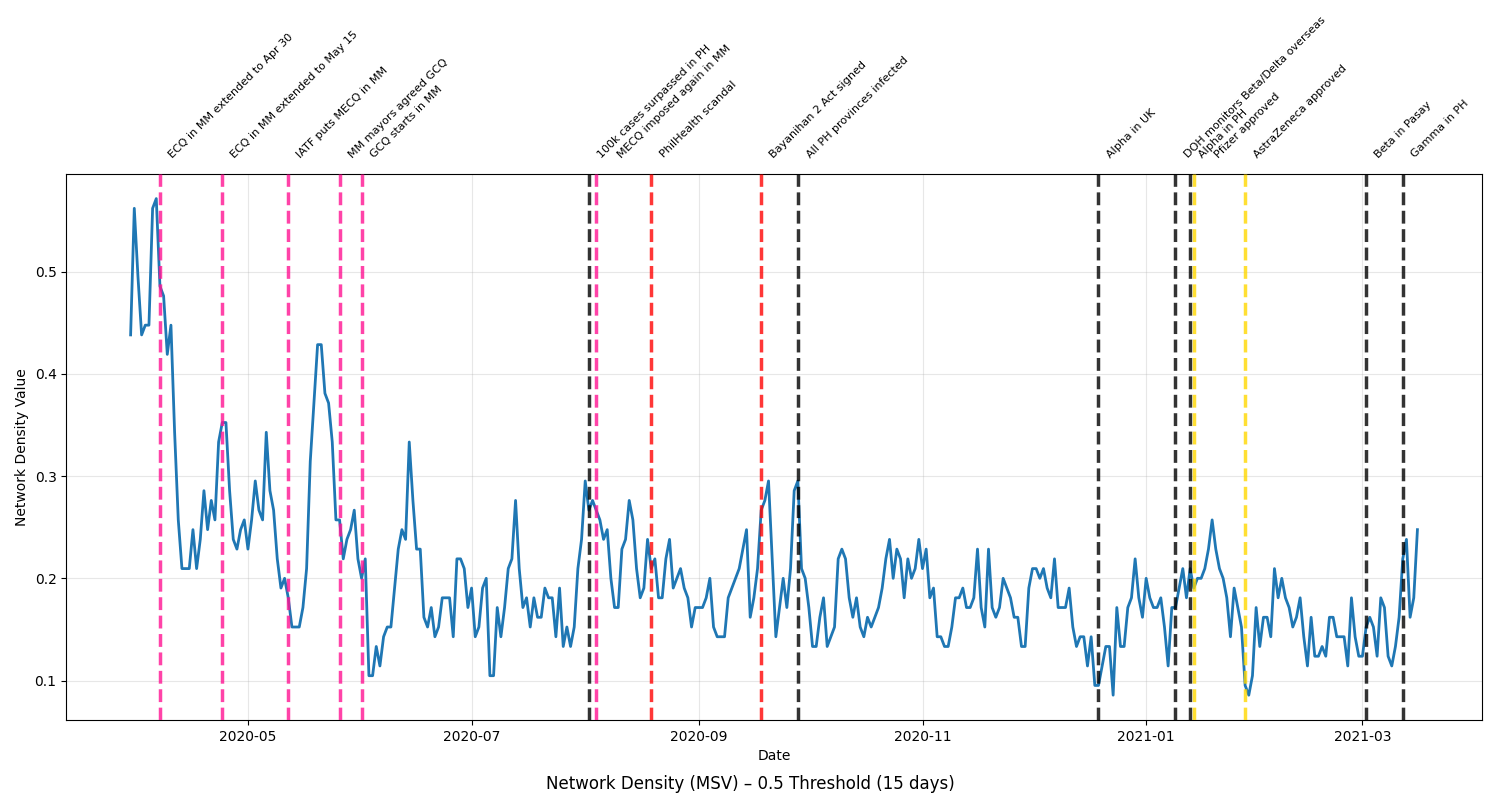 ECQ in MM extended to Apr 30
ECQ in MM extended to May 15
IATF puts MECQ in MM
MM mayors agreed GCQ
GCQ starts in MM
100k cases surpassed in PH
MECQ imposed again in MM
PhilHealth scandal
Bayanihan 2 Act signed
All PH provinces infected
Alpha in UK
DOH monitors Beta/Delta overseas
Alpha in PH
Pfizer approved
AstraZeneca approved
Beta in Pasay
Gamma in PH
Network Density Value
0.5
0.4
0.3
0.2
0.1
2020-05
2020-07
2020-09
2020-11
2021-01
2021-03
Date
Network Density (MSV) – 0.5 Threshold (15 days)